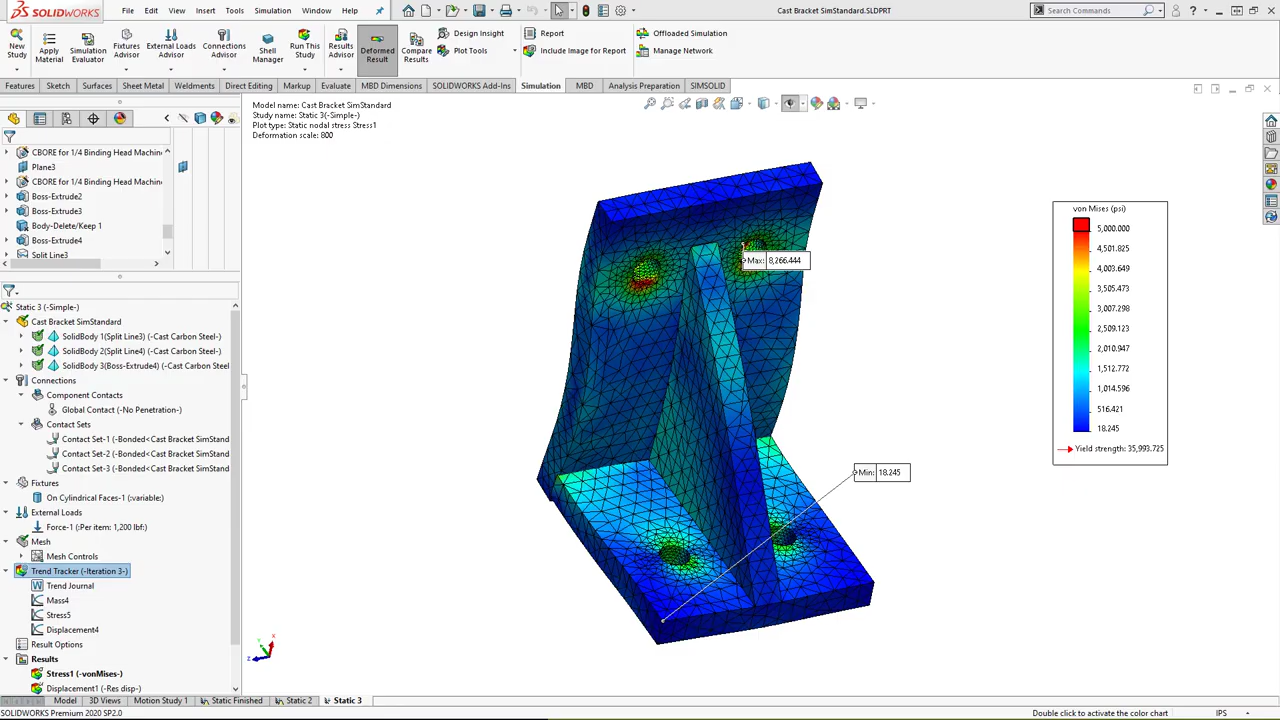 SOLIDWORKS
File
Edit
View
Insert
Tools
Simulation
Window
Help
Cast Bracket SimStandard.SLDPRT
Search Commands
New
Study
Apply
Material
Simulation
Evaluator
Fixtures
Advisor
External Loads
Advisor
Connections
Advisor
Shell
Manager
Run This
Study
Results
Advisor
Deformed
Result
Compare
Results
Design Insight
Plot Tools
Report
Include Image for Report
Offloaded Simulation
Manage Network
Features
Sketch
Surfaces
Sheet Metal
Weldments
Direct Editing
Markup
Evaluate
MBD Dimensions
SOLIDWORKS Add-Ins
Simulation
MBD
Analysis Preparation
SIMSOLID
Model name: Cast Bracket SimStandard
Study name: Static 3(-Simple-)
Plot type: Static nodal stress Stress1
Deformation scale: 800
CBORE for 1/4 Binding Head Machine
Plane3
CBORE for 1/4 Binding Head Machine
Boss-Extrude2
Boss-Extrude3
Body-Delete/Keep 1
Boss-Extrude4
Split Line3
Static 3 (-Simple-)
Cast Bracket SimStandard
SolidBody 1(Split Line3) (-Cast Carbon Steel-)
SolidBody 2(Split Line4) (-Cast Carbon Steel-)
SolidBody 3(Boss-Extrude4) (-Cast Carbon Steel
Connections
Component Contacts
Global Contact (-No Penetration-)
Contact Sets
Contact Set-1 (-Bonded<Cast Bracket SimStand
Contact Set-2 (-Bonded<Cast Bracket SimStand
Contact Set-3 (-Bonded<Cast Bracket SimStand
Fixtures
On Cylindrical Faces-1 (:variable:)
External Loads
Force-1 (:Per item: 1,200 lbf:)
Mesh
Mesh Controls
Trend Tracker (-Iteration 3-)
Trend Journal
Mass4
Stress5
Displacement4
Result Options
Results
Stress1 (-vonMises-)
Displacement1 (-Res disp-)
Max: 8,266.444
Min: 18.245
von Mises (psi)
5,000.000
4,501.825
4,003.649
3,505.473
3,007.298
2,509.123
2,010.947
1,512.772
1,014.596
516.421
18.245
Yield strength: 35,993.725
Y
X
Z
Model
3D Views
Motion Study 1
Static Finished
Static 2
Static 3
SOLIDWORKS Premium 2020 SP2.0
Double click to activate the color chart
IPS